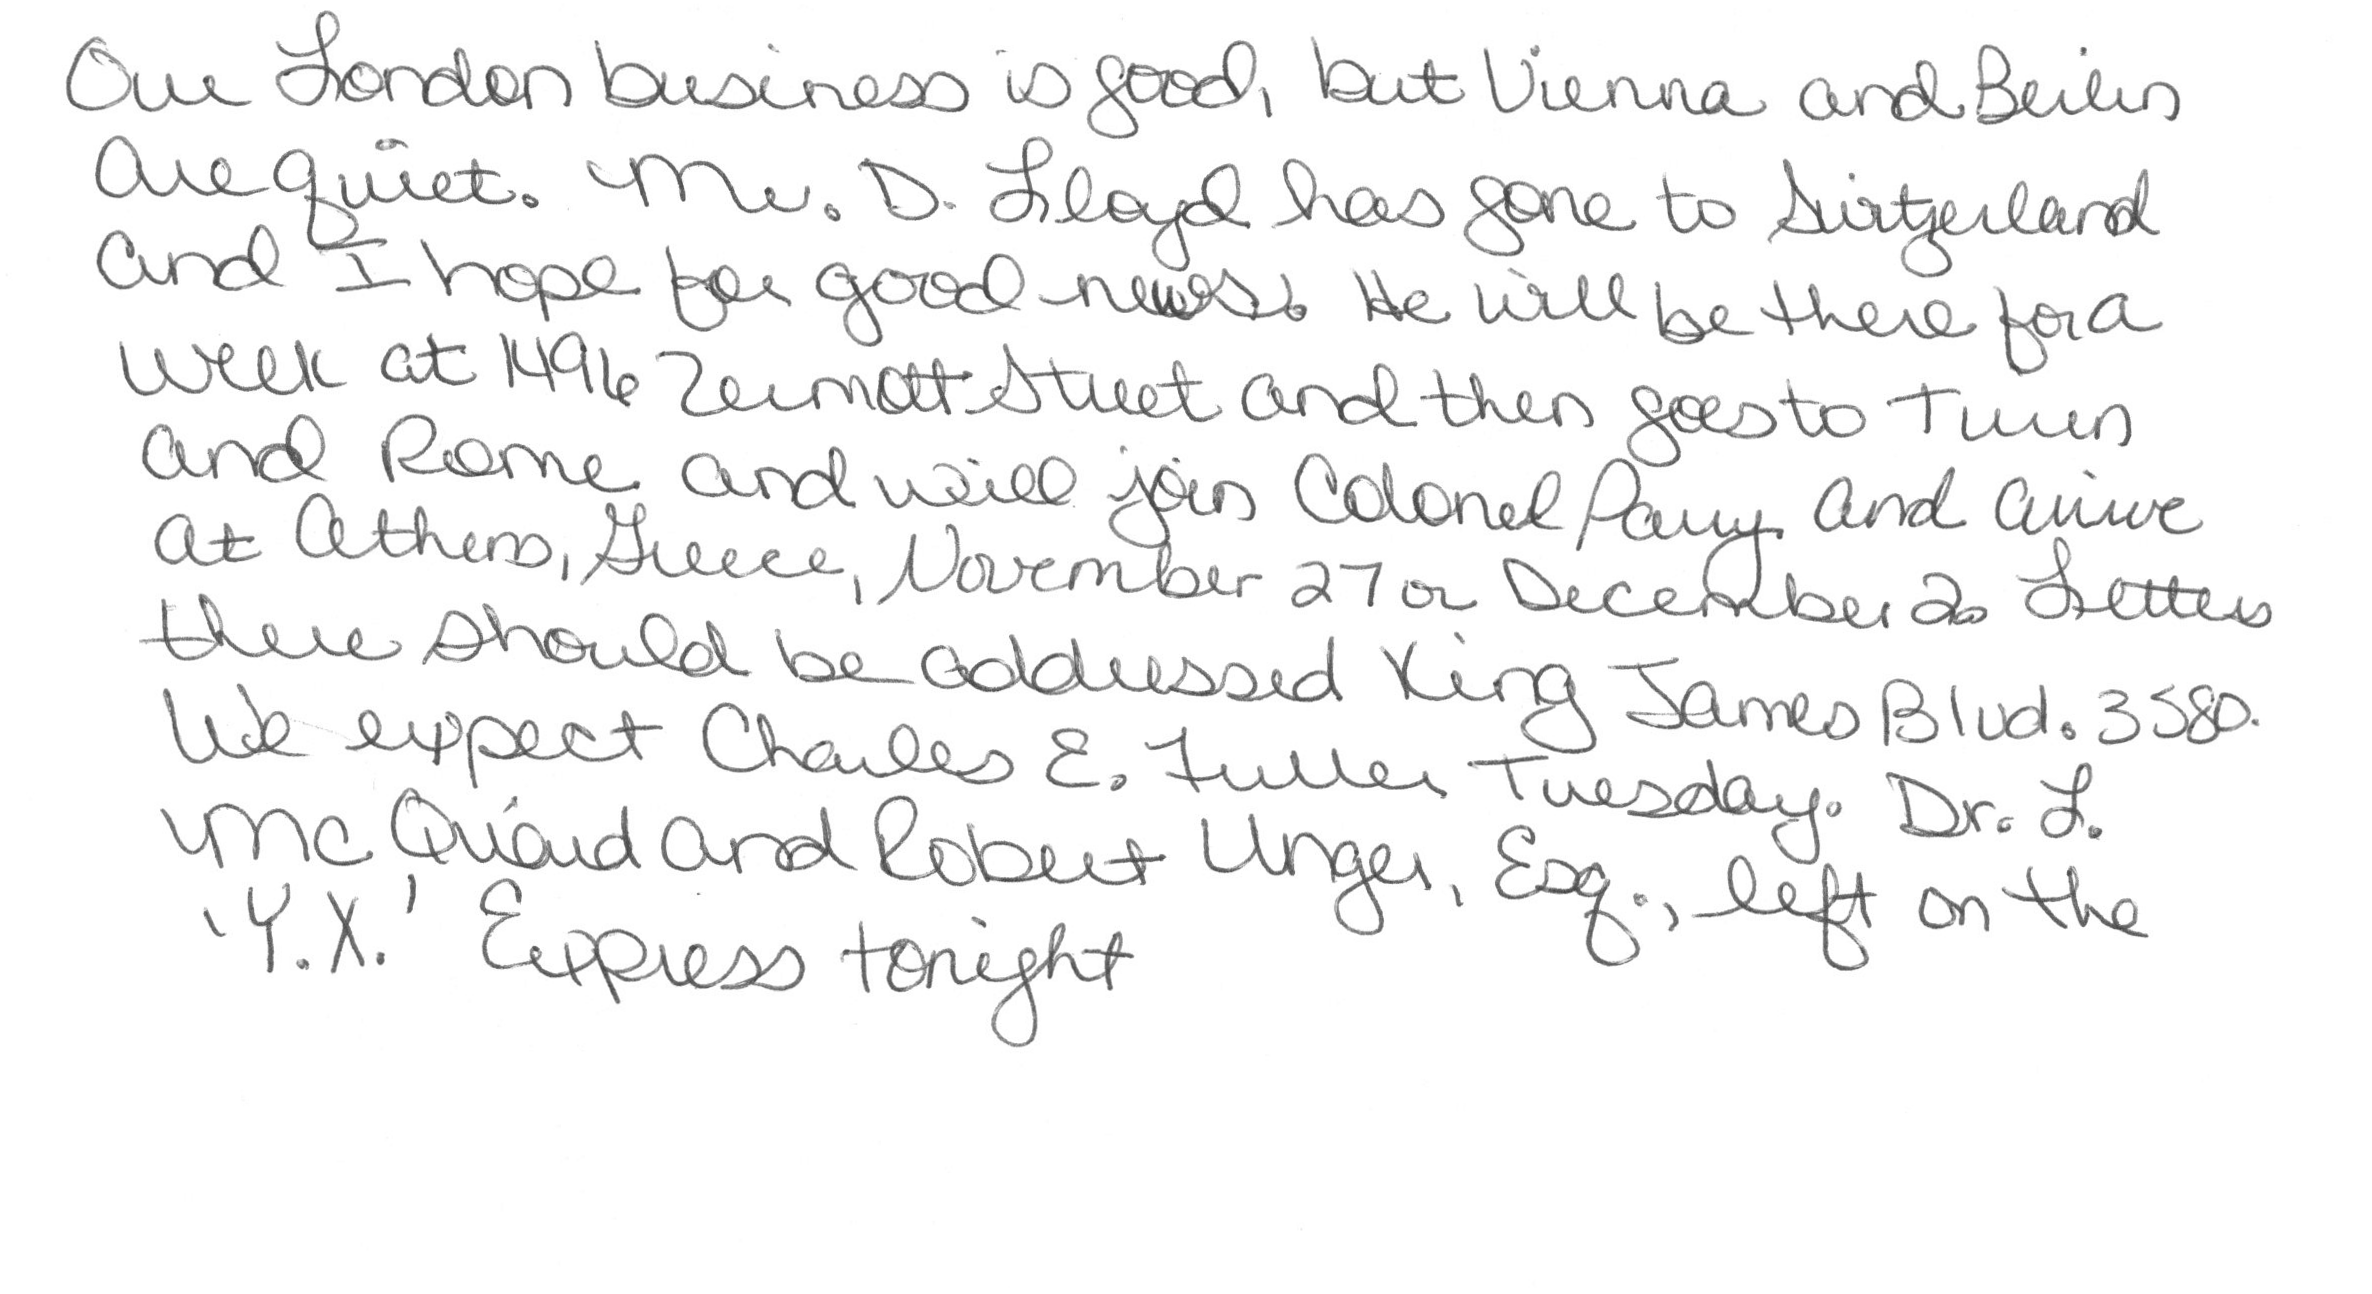 Our London business is good, but Vienna and Berlin
are quiet. Mr. D. Lloyd has gone to Switzerland
and I hope for good news. He will be there for a
week at 1496 Zermott Street and then goes to Turin
and Rome and will join Colonel Parry and arrive
at Athens, Greece, November 27 or December 2. Letters
there should be addressed King James Blvd. 3580.
We expect Charles E. Fuller Tuesday. Dr. L.
McQuaid and Robert Unger, Esq., left on the
'Y.X.' Express tonight